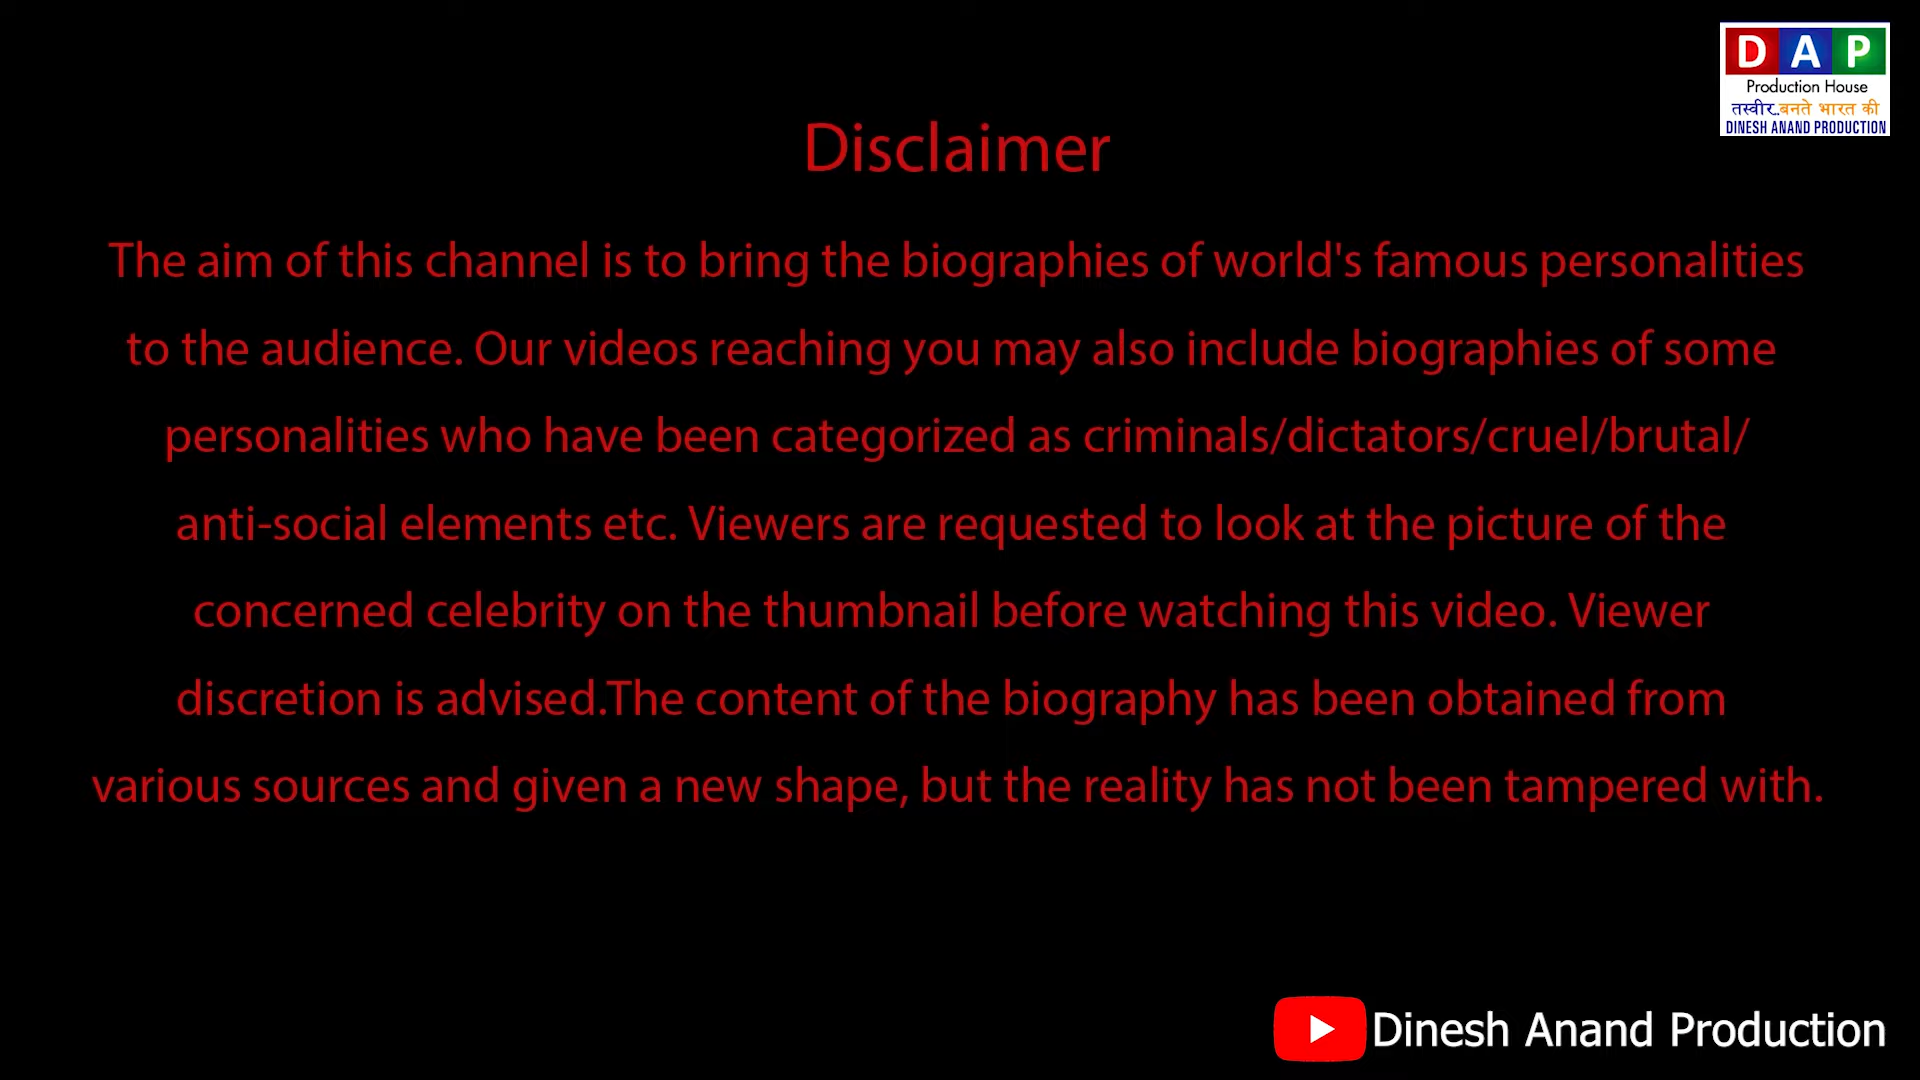 D A P
Production House
तस्वीर..बनते भारत की
DINESH ANAND PRODUCTION
Disclaimer
The aim of this channel is to bring the biographies of world's famous personalities
to the audience. Our videos reaching you may also include biographies of some
personalities who have been categorized as criminals/dictators/cruel/brutal/
anti-social elements etc. Viewers are requested to look at the picture of the
concerned celebrity on the thumbnail before watching this video. Viewer
discretion is advised.The content of the biography has been obtained from
various sources and given a new shape, but the reality has not been tampered with.
Dinesh Anand Production